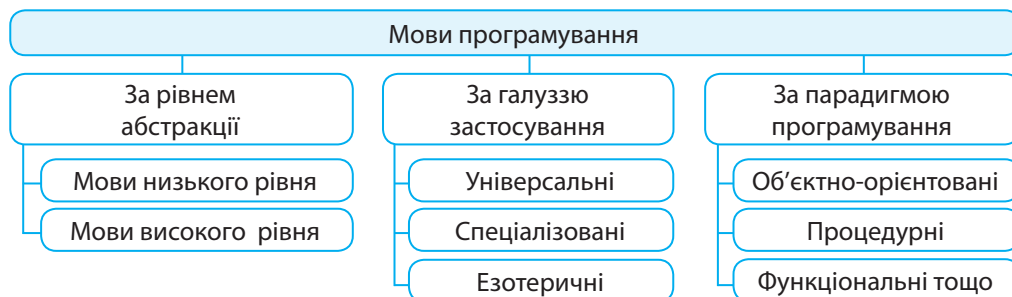 Мови програмування
За рівнем
абстракції
Мови низького рівня
Мови високого рівня
За галуззю
застосування
Універсальні
Спеціалізовані
Езотеричні
За парадигмою
програмування
Об’єктно-орієнтовані
Процедурні
Функціональні тощо